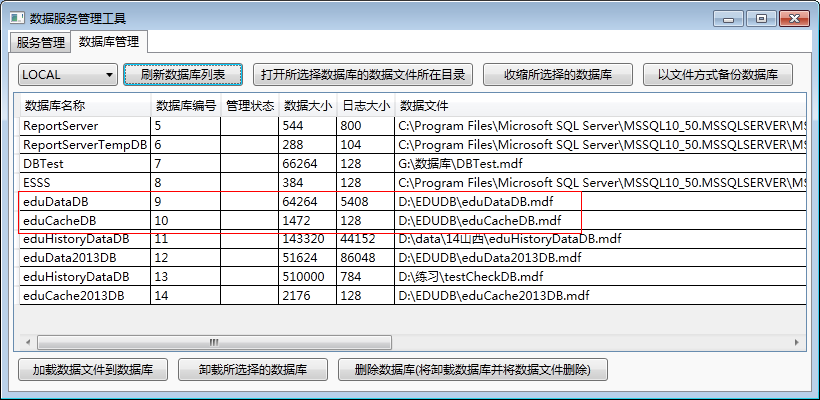 数据服务管理工具
服务管理 数据库管理
LOCAL 刷新数据库列表 打开所选择数据库的数据文件所在目录 收缩所选择的数据库 以文件方式备份数据库
数据库名称 数据库编号 管理状态 数据大小 日志大小 数据文件
ReportServer 5 544 800 C:\Program Files\Microsoft SQL Server\MSSQL10_50.MSSQLSERVER\MS
ReportServerTempDB 6 288 104 C:\Program Files\Microsoft SQL Server\MSSQL10_50.MSSQLSERVER\MS
DBTest 7 66264 128 G:\数据库\DBTest.mdf
ESSS 8 384 128 C:\Program Files\Microsoft SQL Server\MSSQL10_50.MSSQLSERVER\MS
eduDataDB 9 64264 5408 D:\EDUDB\eduDataDB.mdf
eduCacheDB 10 1472 128 D:\EDUDB\eduCacheDB.mdf
eduHistoryDataDB 11 143320 44152 D:\data\14山西\eduHistoryDataDB.mdf
eduData2013DB 12 51624 86048 D:\EDUDB\eduData2013DB.mdf
eduHistoryDataDB 13 510000 784 D:\练习\testCheckDB.mdf
eduCache2013DB 14 2176 128 D:\EDUDB\eduCache2013DB.mdf
加载数据文件到数据库 卸载所选择的数据库 删除数据库(将卸载数据库并将数据文件删除)